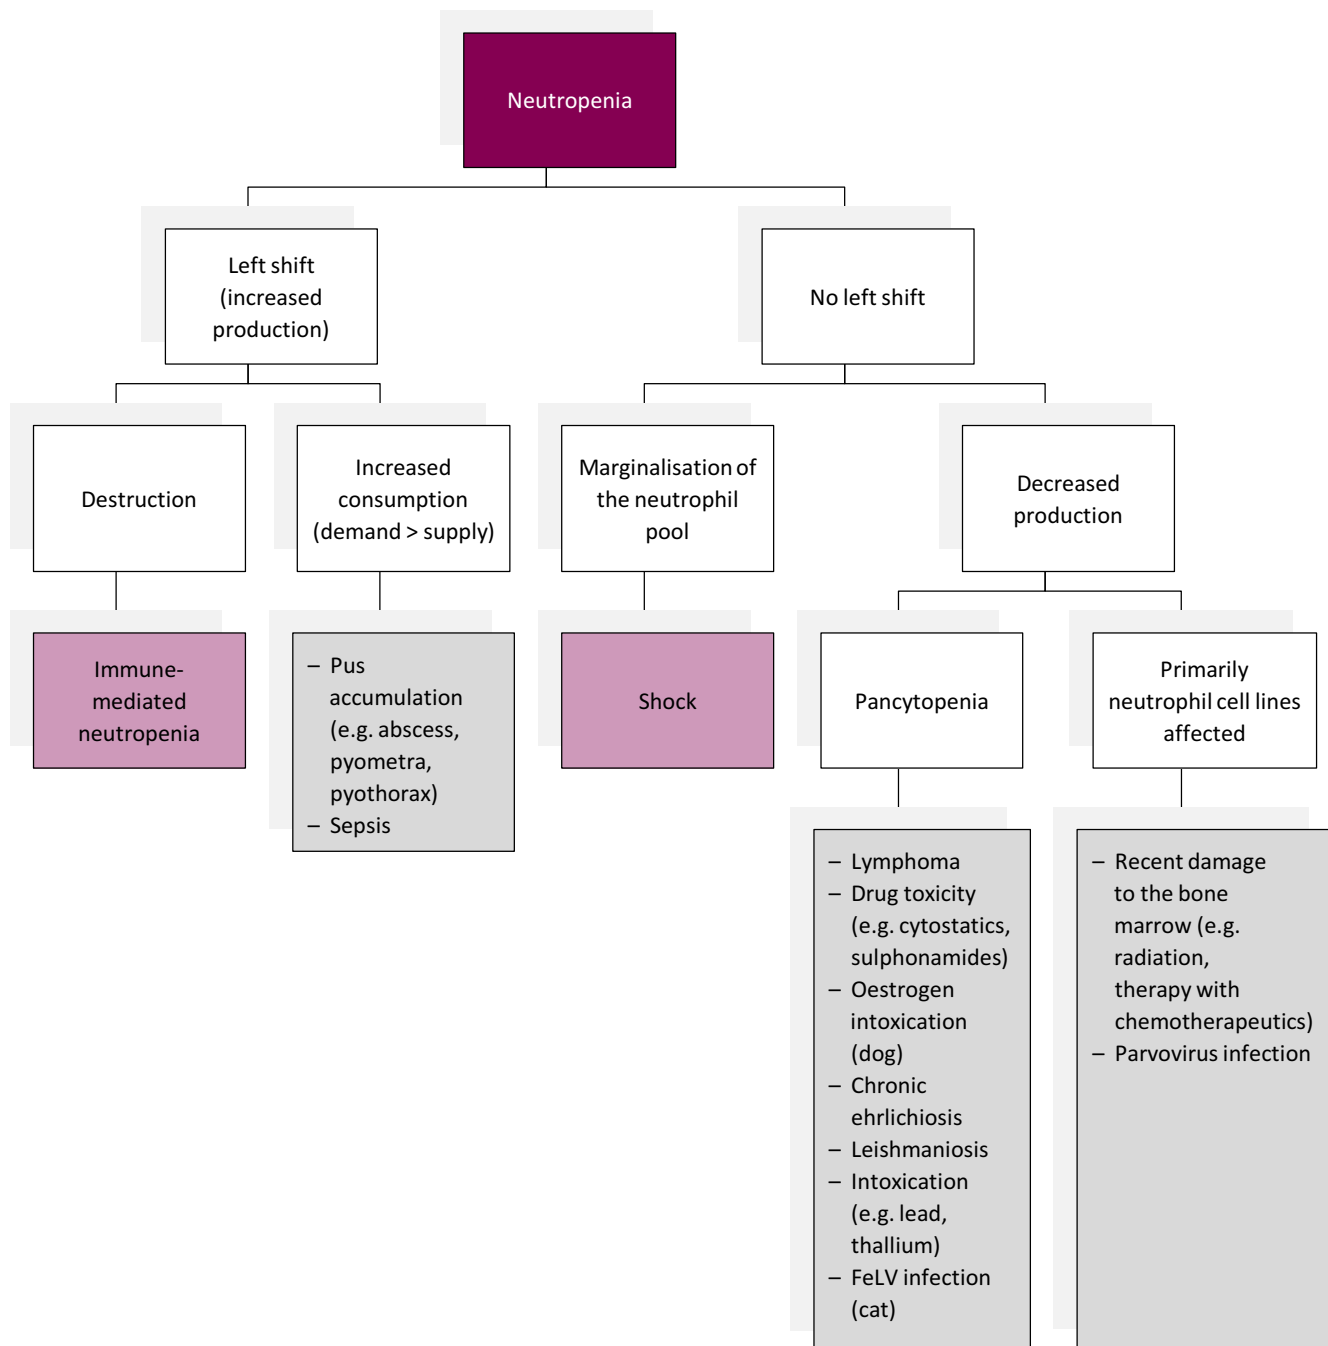 Neutropenia
Left shift
(increased
production)
No left shift
Destruction
Increased
consumption
(demand > supply)
Marginalisation of
the neutrophil
pool
Decreased
production
Immune-
mediated
neutropenia
– Pus
accumulation
(e.g. abscess,
pyometra,
pyothorax)
– Sepsis
Shock
Pancytopenia
Primarily
neutrophil cell lines
affected
– Lymphoma
– Drug toxicity
(e.g. cytostatics,
sulphonamides)
– Oestrogen
intoxication
(dog)
– Chronic
ehrlichiosis
– Leishmaniosis
– Intoxication
(e.g. lead,
thallium)
– FeLV infection
(cat)
– Recent damage
to the bone
marrow (e.g.
radiation,
therapy with
chemotherapeutics)
– Parvovirus infection